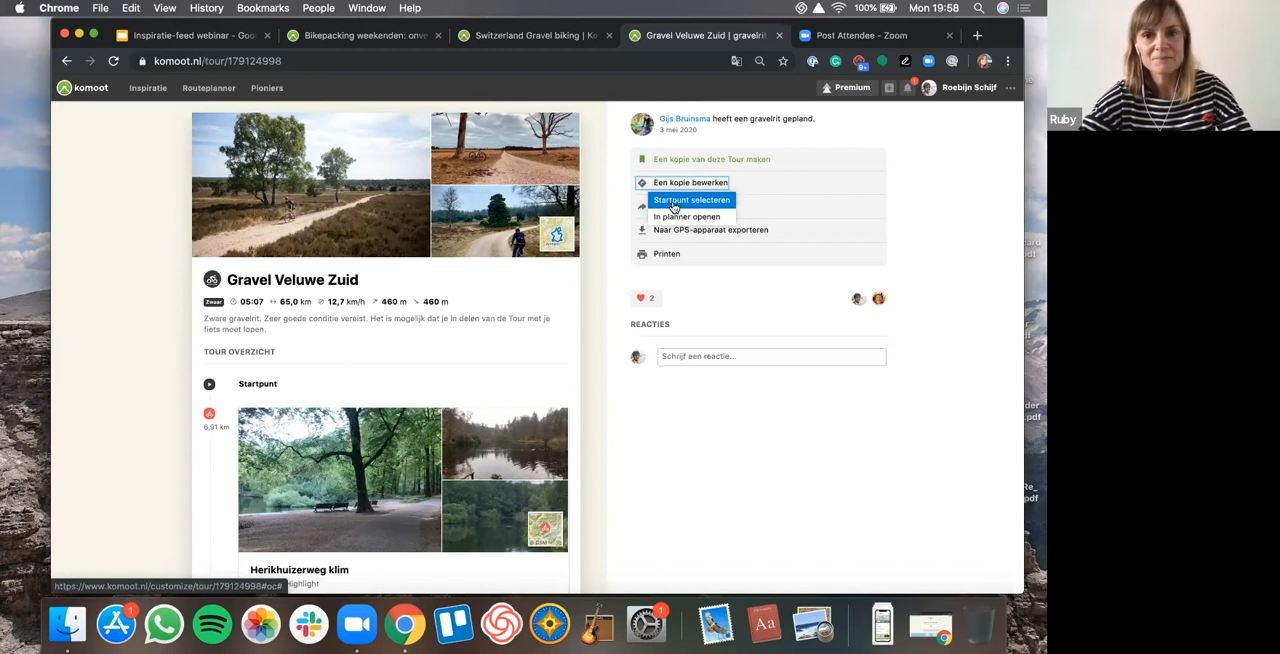 Chrome File Edit View History Bookmarks People Window Help 100% Mon 19:58
Inspiratie-feed webinar - Goo
Bikepacking weekenden: onve
Switzerland Gravel biking | Ko
Gravel Veluwe Zuid | gravelrit
Post Attendee - Zoom
komoot.nl/tour/179124998
komoot Inspiratie Routeplanner Pioniers Premium Roebijn Schijf
Ruby
Gijs Bruinsma heeft een gravelrit gepland.
3 mei 2020
Een kopie van deze Tour maken
Een kopie bewerken
Startpunt selecteren
In planner openen
Naar GPS-apparaat exporteren
Printen
Gravel Veluwe Zuid
Zwaar 05:07 65,0 km 12,7 km/h 460 m 460 m
Zware gravelrit. Zeer goede conditie vereist. Het is mogelijk dat je in delen van de Tour met je
fiets moet lopen.
2
REACTIES
Schrijf een reactie...
TOUR OVERZICHT
Startpunt
6,91 km
Herikhuizerweg klim
Highlight
https://www.komoot.nl/customize/tour/179124998#oc#
.pdf
.pdf
Aa